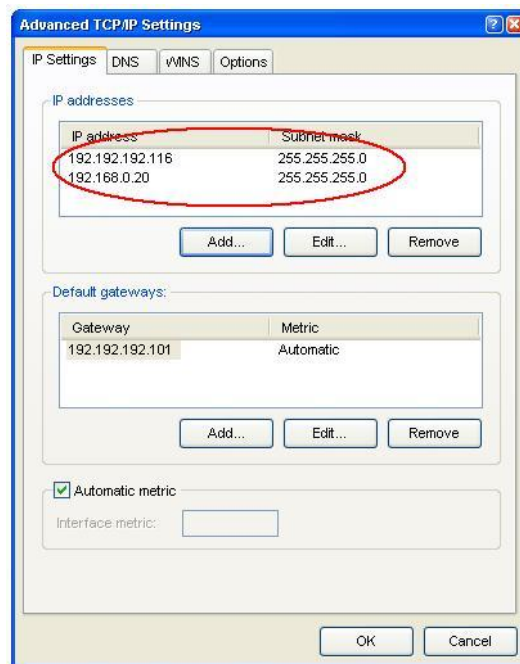 Advanced TCP/IP Settings
IP Settings DNS WINS Options
IP addresses
IP address Subnet mask
192.192.192.116 255.255.255.0
192.168.0.20 255.255.255.0
Add... Edit... Remove
Default gateways:
Gateway Metric
192.192.192.101 Automatic
Add... Edit... Remove
Automatic metric
Interface metric:
OK Cancel